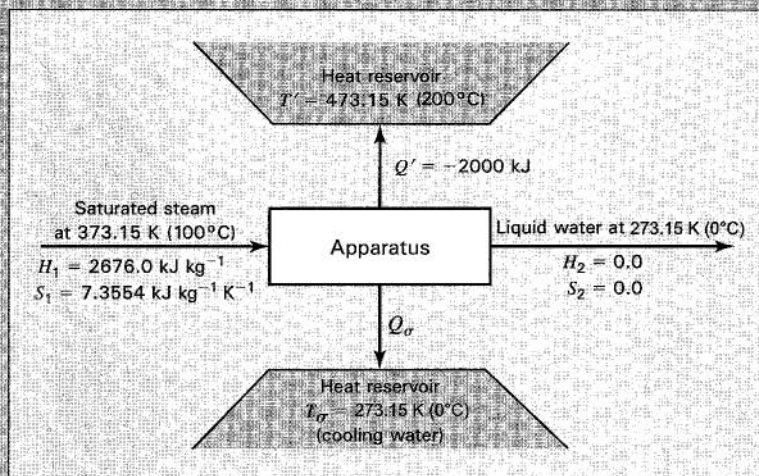 Heat reservoir
T′ = 473.15 K (200°C)
Q′ = −2000 kJ
Saturated steam
at 373.15 K (100°C)
H₁ = 2676.0 kJ kg⁻¹
S₁ = 7.3554 kJ kg⁻¹ K⁻¹
Apparatus
Liquid water at 273.15 K (0°C)
H₂ = 0.0
S₂ = 0.0
Qσ
Heat reservoir
Tσ = 273.15 K (0°C)
(cooling water)